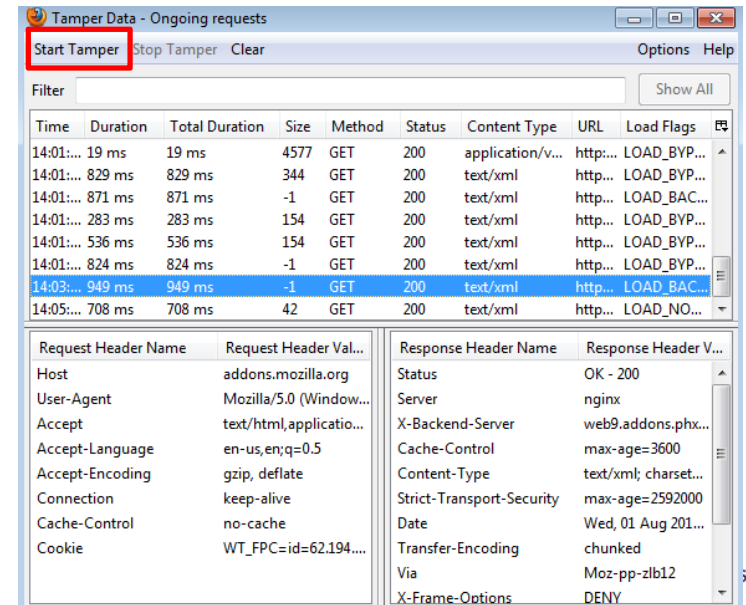 Tamper Data - Ongoing requests
Start Tamper Stop Tamper Clear Options Help
Filter Show All
Time Duration Total Duration Size Method Status Content Type URL Load Flags
14:01:... 19 ms 19 ms 4577 GET 200 application/v... http:... LOAD_BYP...
14:01:... 829 ms 829 ms 344 GET 200 text/xml http... LOAD_BYP...
14:01:... 871 ms 871 ms -1 GET 200 text/xml http... LOAD_BAC...
14:01:... 283 ms 283 ms 154 GET 200 text/xml http... LOAD_BYP...
14:01:... 536 ms 536 ms 154 GET 200 text/xml http... LOAD_BYP...
14:01:... 824 ms 824 ms -1 GET 200 text/xml http... LOAD_BYP...
14:03:... 949 ms 949 ms -1 GET 200 text/xml http... LOAD_BAC...
14:05:... 708 ms 708 ms 42 GET 200 text/xml http... LOAD_NO...
Request Header Name Request Header Val... Response Header Name Response Header V...
Host addons.mozilla.org Status OK - 200
User-Agent Mozilla/5.0 (Window... Server nginx
Accept text/html,applicatio... X-Backend-Server web9.addons.phx...
Accept-Language en-us,en;q=0.5 Cache-Control max-age=3600
Accept-Encoding gzip, deflate Content-Type text/xml; charset...
Connection keep-alive Strict-Transport-Security max-age=2592000
Cache-Control no-cache Date Wed, 01 Aug 201...
Cookie WT_FPC=id=62.194.... Transfer-Encoding chunked
Via Moz-pp-zlb12
X-Frame-Options DENY